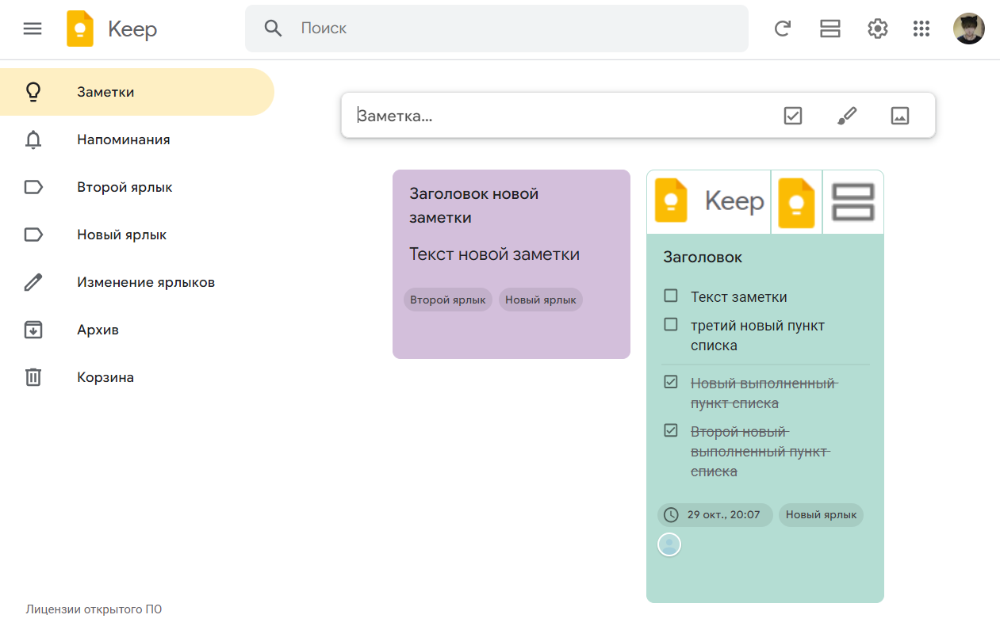 Keep
Поиск
Заметки
Напоминания
Второй ярлык
Новый ярлык
Изменение ярлыков
Архив
Корзина
Лицензии открытого ПО
Заметка...
Заголовок новой
заметки
Текст новой заметки
Второй ярлык
Новый ярлык
Keep
Заголовок
Текст заметки
третий новый пункт
списка
Новый выполненный
пункт списка
Второй новый
выполненный пункт
списка
29 окт., 20:07
Новый ярлык